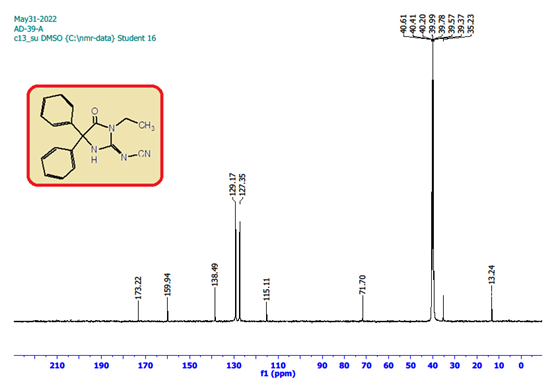 May31-2022
AD-39-A
c13_su DMSO {C:\nmr-data} Student 16
40.61
40.41
40.20
39.99
39.78
39.57
39.37
35.23
O
N
CH3
N
H
N
CN
129.17
127.35
173.22
159.94
138.49
115.11
71.70
13.24
210 190 170 150 130 110 90 80 70 60 50 40 30 20 10 0
f1 (ppm)